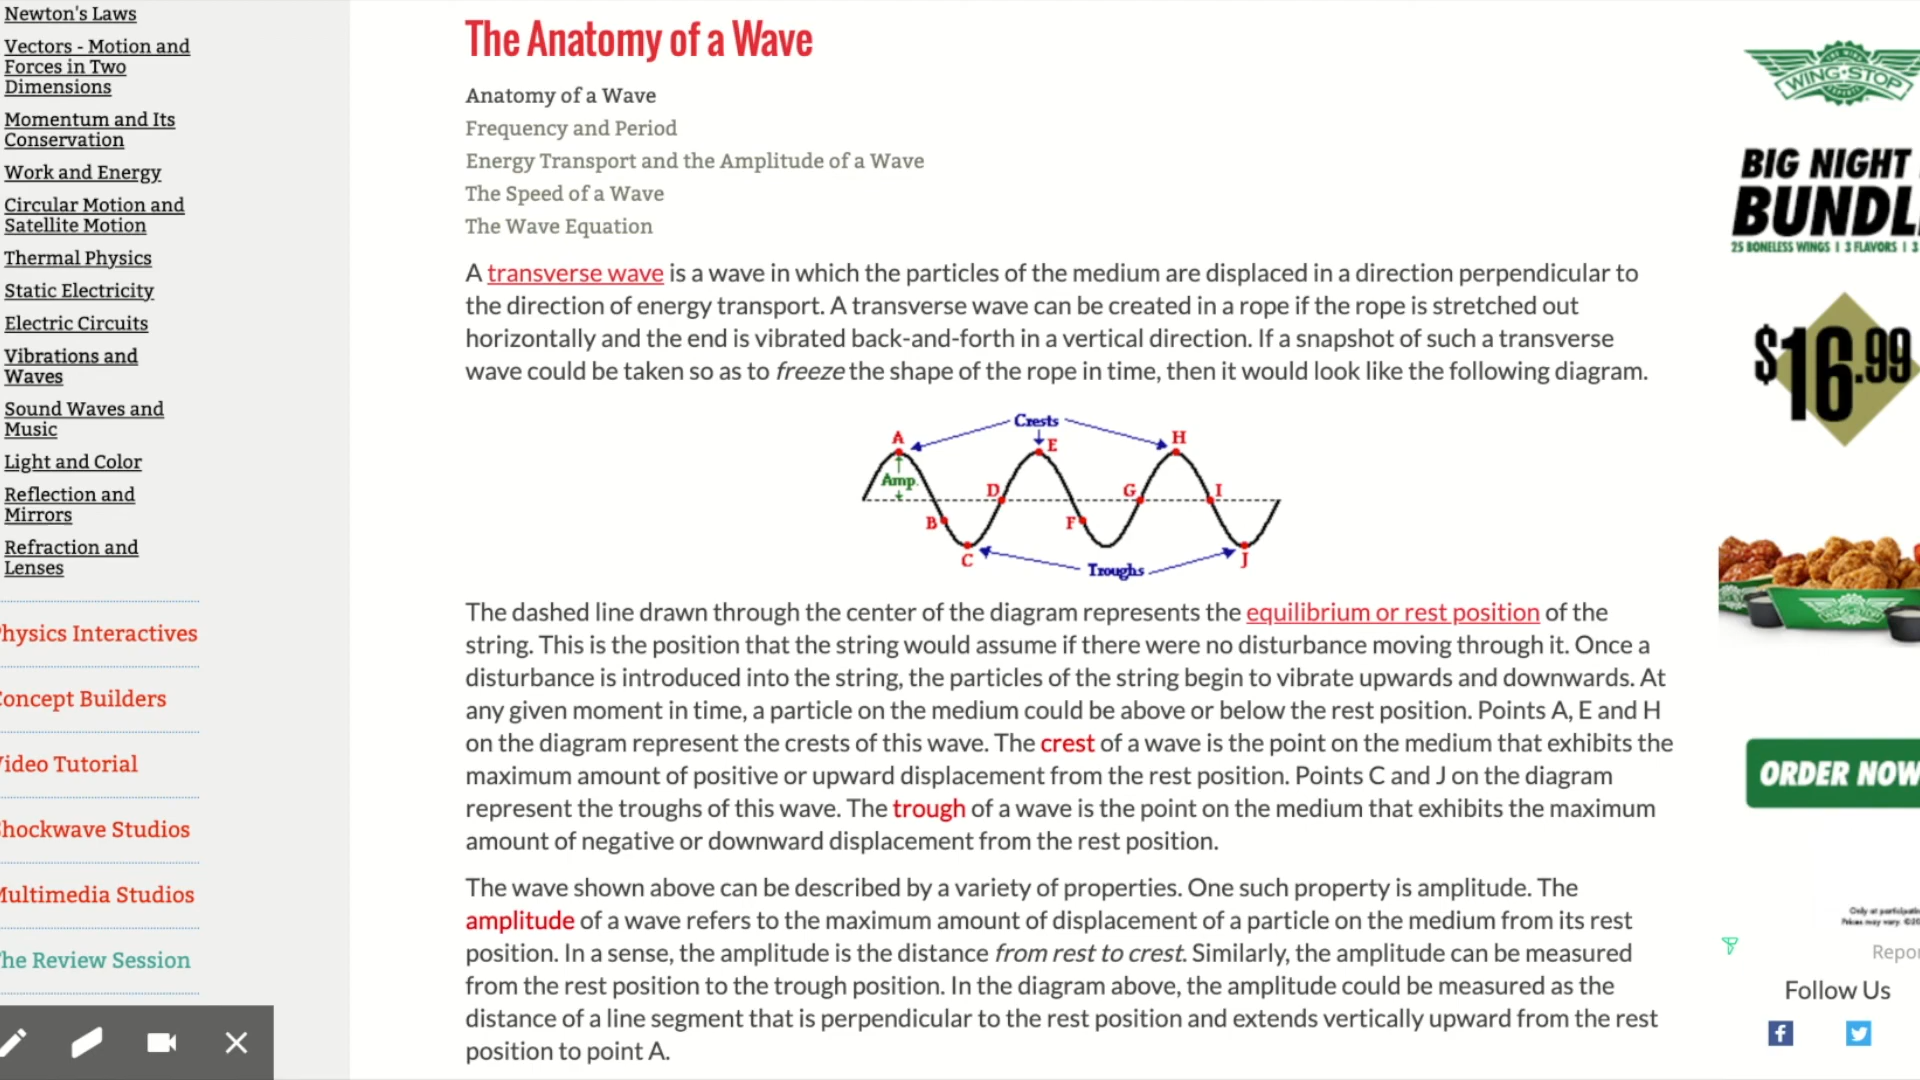 Newton's Laws
Vectors - Motion and
Forces in Two
Dimensions
Momentum and Its
Conservation
Work and Energy
Circular Motion and
Satellite Motion
Thermal Physics
Static Electricity
Electric Circuits
Vibrations and
Waves
Sound Waves and
Music
Light and Color
Reflection and
Mirrors
Refraction and
Lenses
hysics Interactives
oncept Builders
ideo Tutorial
hockwave Studios
Multimedia Studios
he Review Session
The Anatomy of a Wave
Anatomy of a Wave
Frequency and Period
Energy Transport and the Amplitude of a Wave
The Speed of a Wave
The Wave Equation
A transverse wave is a wave in which the particles of the medium are displaced in a direction perpendicular to
the direction of energy transport. A transverse wave can be created in a rope if the rope is stretched out
horizontally and the end is vibrated back-and-forth in a vertical direction. If a snapshot of such a transverse
wave could be taken so as to freeze the shape of the rope in time, then it would look like the following diagram.
Crests
A
E
H
Amp.
D
G
I
B
F
C
J
Troughs
The dashed line drawn through the center of the diagram represents the equilibrium or rest position of the
string. This is the position that the string would assume if there were no disturbance moving through it. Once a
disturbance is introduced into the string, the particles of the string begin to vibrate upwards and downwards. At
any given moment in time, a particle on the medium could be above or below the rest position. Points A, E and H
on the diagram represent the crests of this wave. The crest of a wave is the point on the medium that exhibits the
maximum amount of positive or upward displacement from the rest position. Points C and J on the diagram
represent the troughs of this wave. The trough of a wave is the point on the medium that exhibits the maximum
amount of negative or downward displacement from the rest position.
The wave shown above can be described by a variety of properties. One such property is amplitude. The
amplitude of a wave refers to the maximum amount of displacement of a particle on the medium from its rest
position. In a sense, the amplitude is the distance from rest to crest. Similarly, the amplitude can be measured
from the rest position to the trough position. In the diagram above, the amplitude could be measured as the
distance of a line segment that is perpendicular to the rest position and extends vertically upward from the rest
position to point A.
WING·STOP
BIG NIGHT
BUNDL
25 BONELESS WINGS | 3 FLAVORS | 3
$16.99
ORDER NOW
Only at participatin
Prices may vary. ©20
Repor
Follow Us